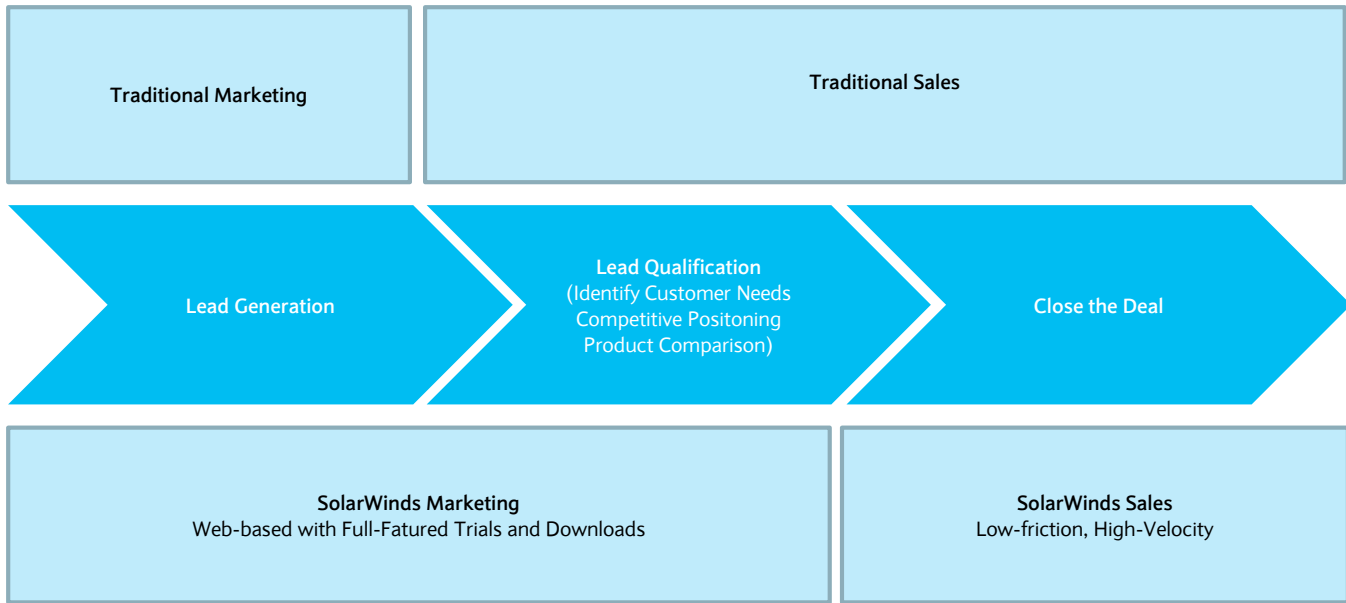 Traditional Marketing
Traditional Sales
Lead Generation
Lead Qualification
(Identify Customer Needs
Competitive Positoning
Product Comparison)
Close the Deal
SolarWinds Marketing
Web-based with Full-Fatured Trials and Downloads
SolarWinds Sales
Low-friction, High-Velocity